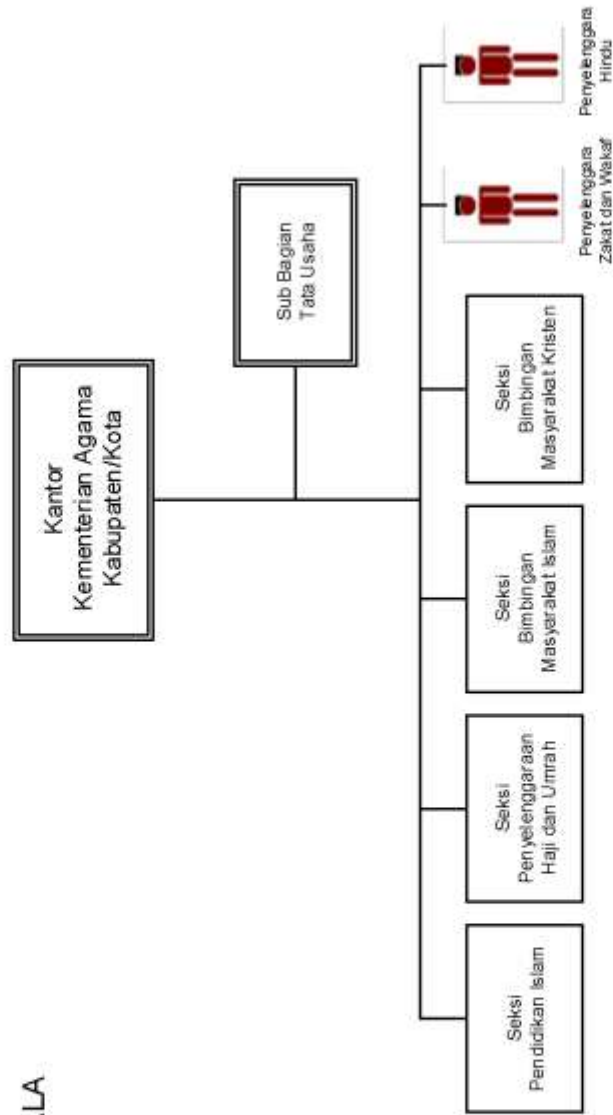 LA
Kantor
Kementerian Agama
Kabupaten/Kota
Sub Bagian
Tata Usaha
Seksi
Pendidikan Islam
Seksi
Penyelenggaraan
Haji dan Umrah
Seksi
Bimbingan
Masyarakat Islam
Seksi
Bimbingan
Masyarakat Kristen
Penyelenggara
Zakat dan Wakaf
Penyelenggara
Hindu